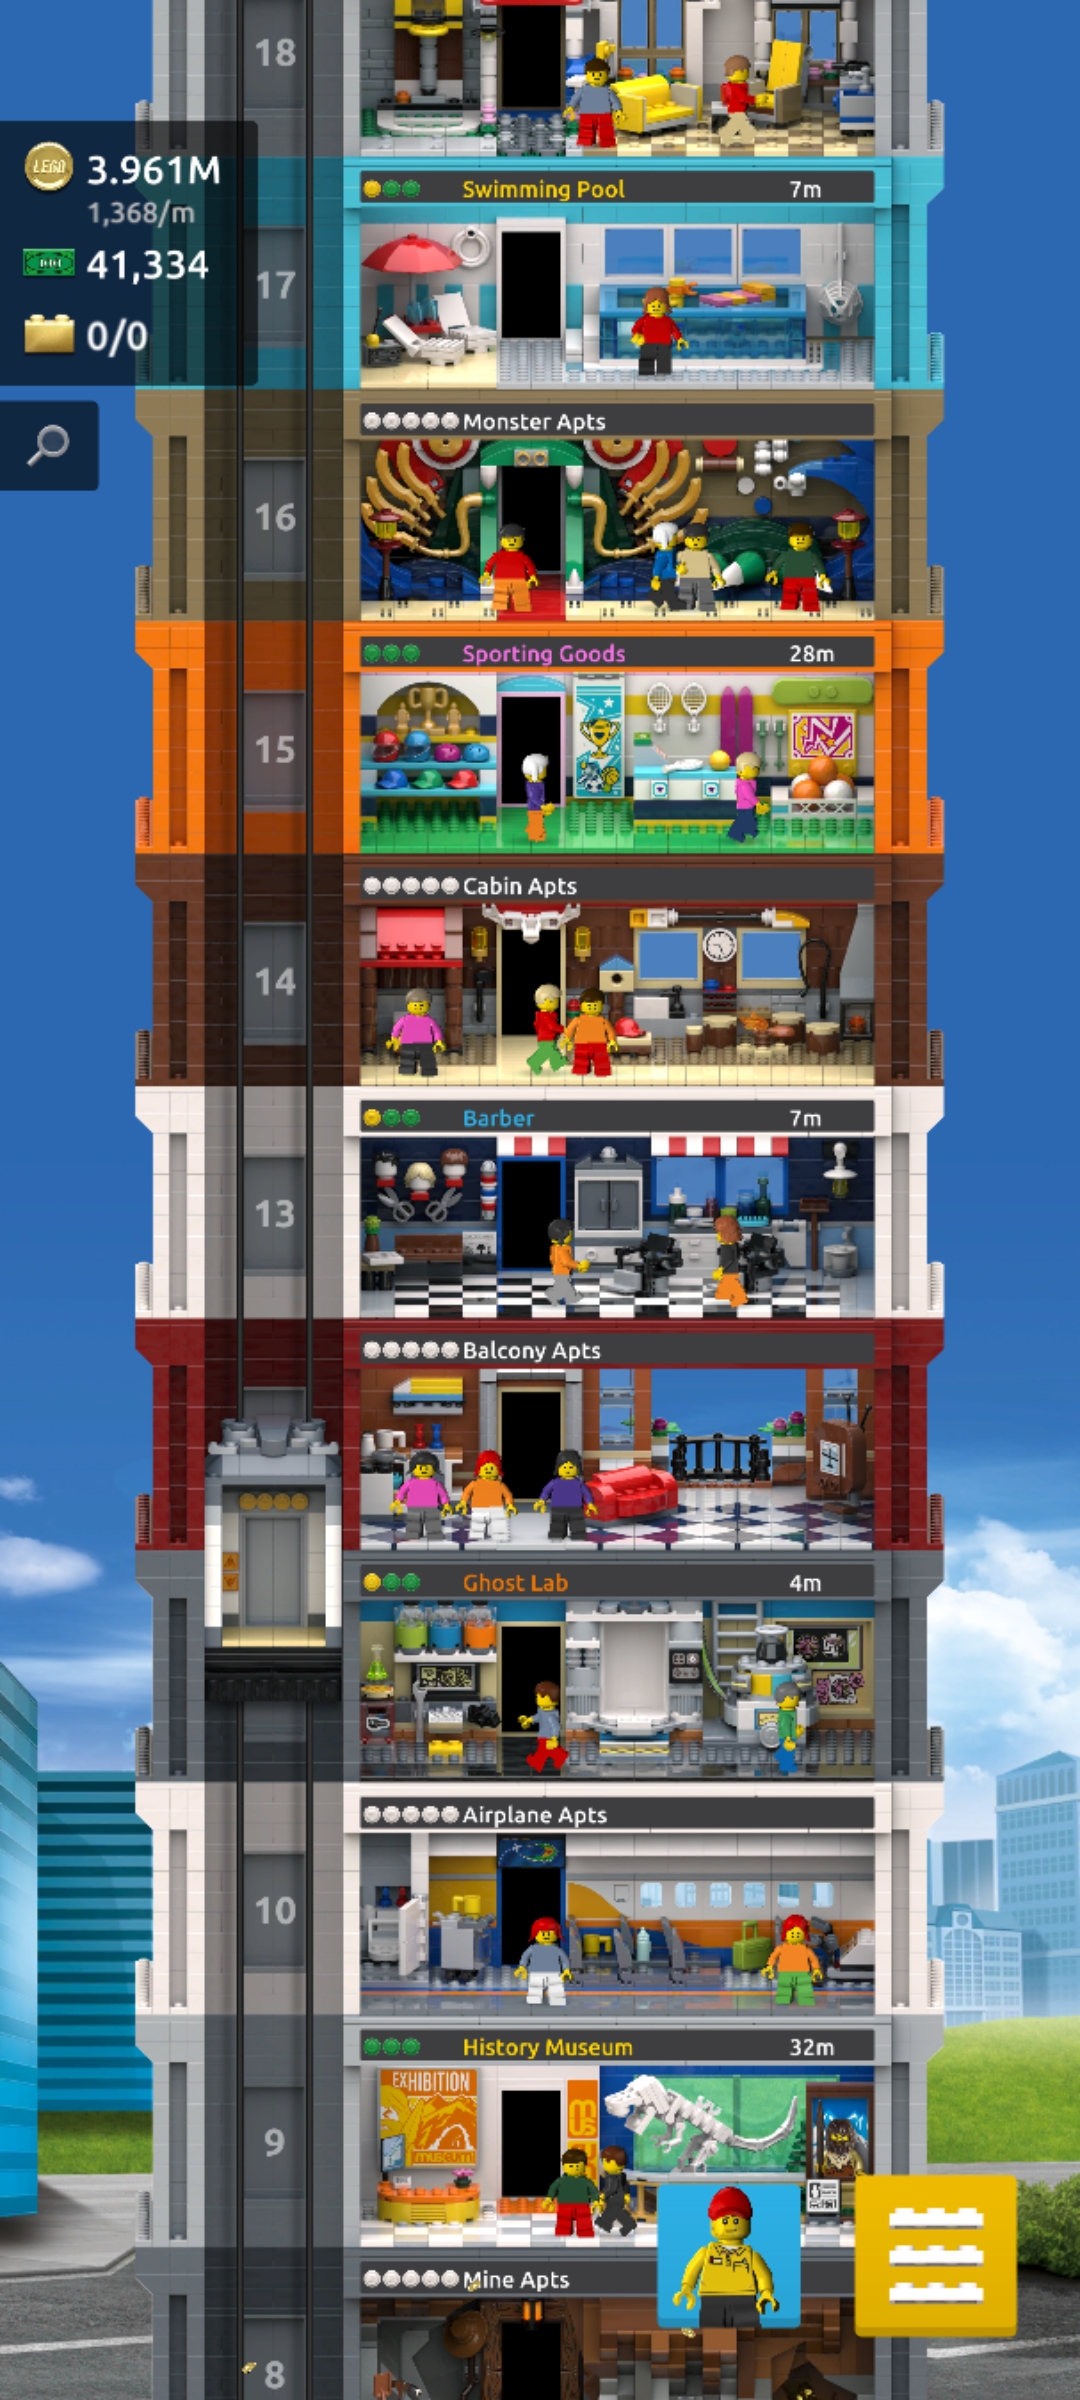 18
LEGO
3.961M
1,368/m
41,334
0/0
Swimming Pool 7m
17
Monster Apts
16
Sporting Goods 28m
15
N
Cabin Apts
14
Barber 7m
13
Balcony Apts
Ghost Lab 4m
Airplane Apts
10
History Museum 32m
EXHIBITION
MUSEUM
9
Mine Apts
8